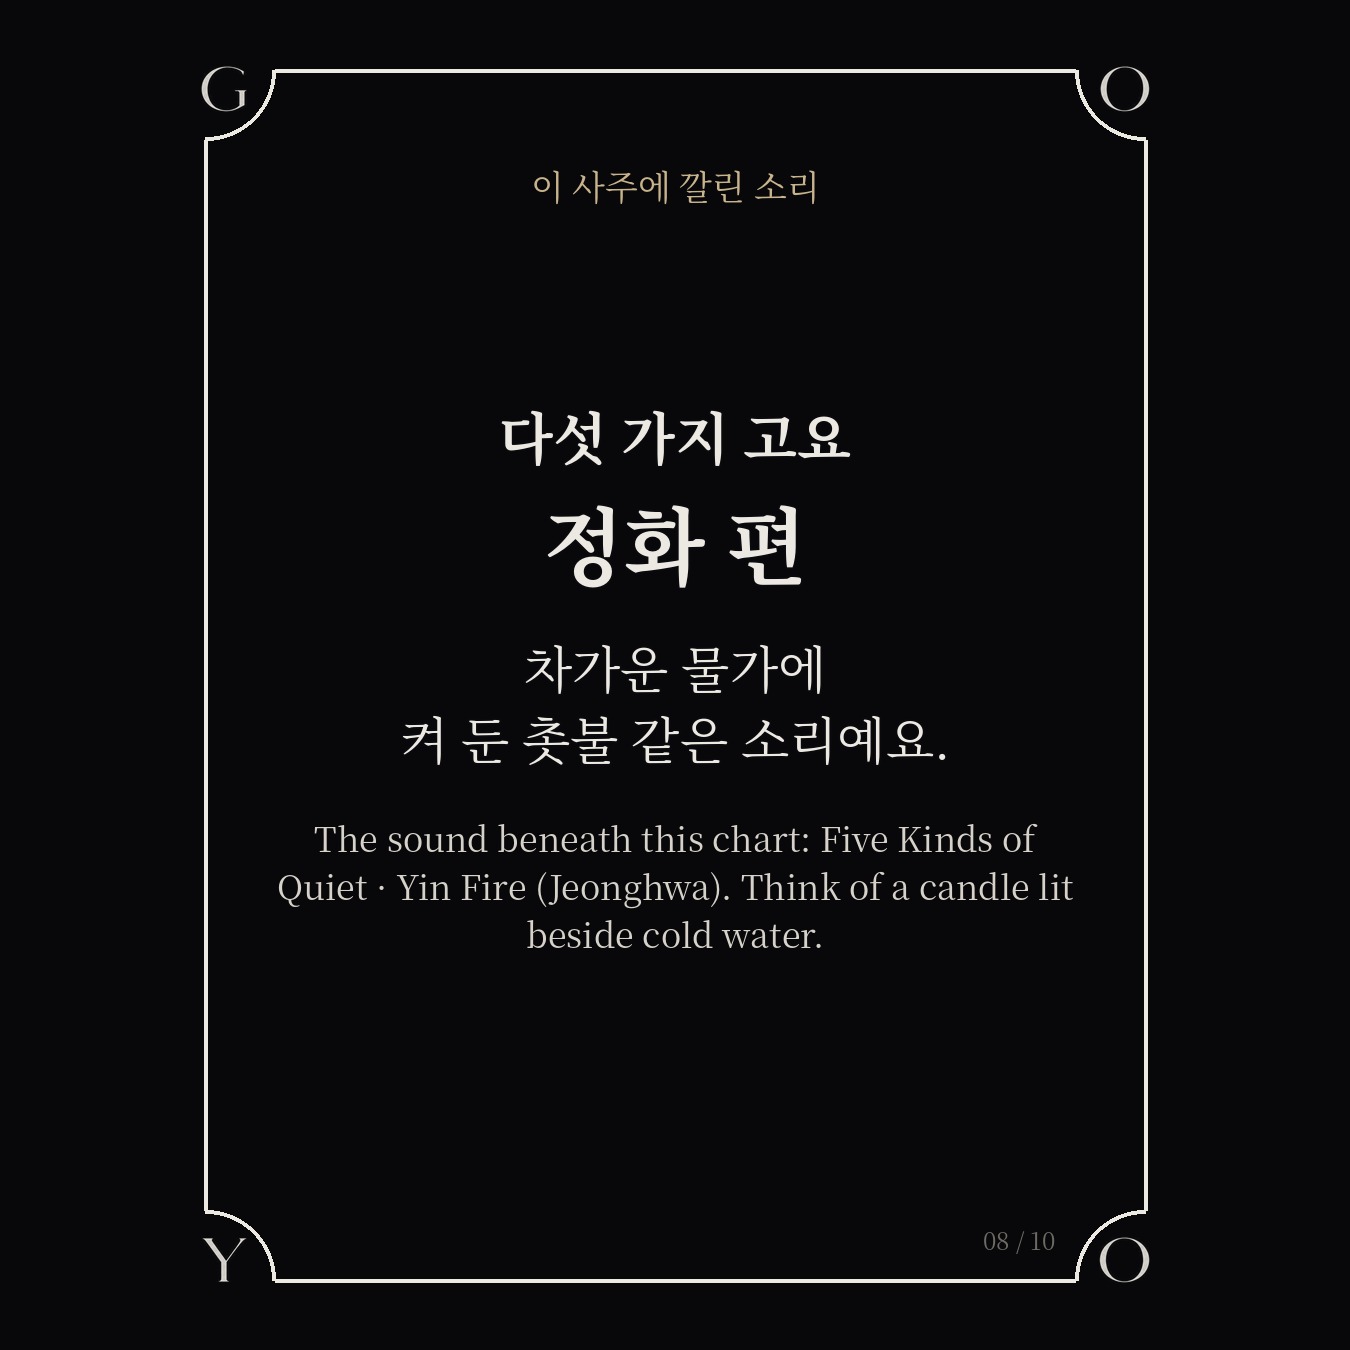 G O
이 사주에 깔린 소리
다섯 가지 고요
정화 편
차가운 물가에
켜 둔 촛불 같은 소리예요.
The sound beneath this chart: Five Kinds of
Quiet · Yin Fire (Jeonghwa). Think of a candle lit
beside cold water.
08 / 10
Y O